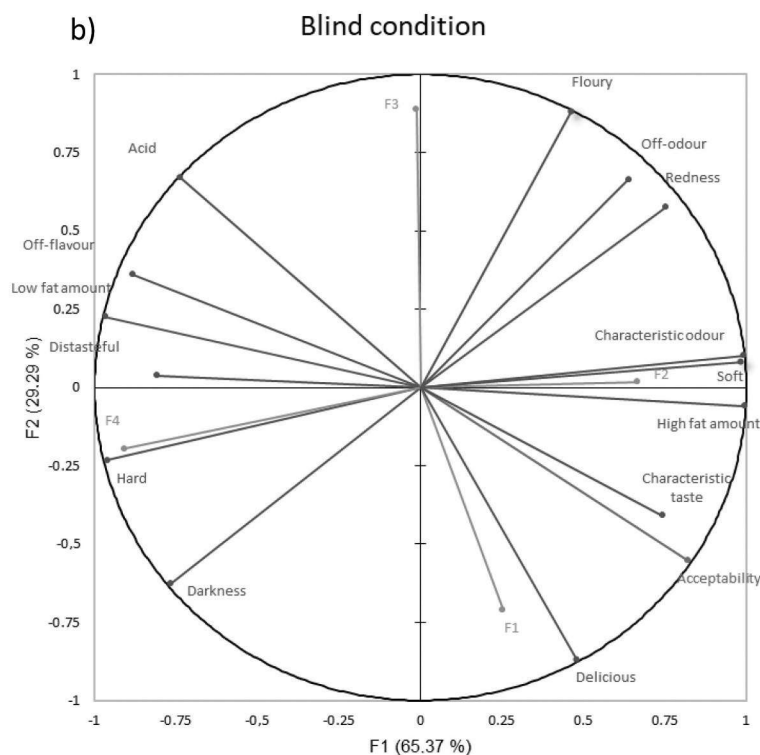 b)
Blind condition
1
Floury
F3
0.75
Acid
Off-odour
Redness
0.5
Off-flavour
Low fat amount
0.25
Characteristic odour
Distasteful
F2
Soft
0
F4
High fat amount
-0.25
Hard
Characteristic
taste
-0,5
Acceptability
Darkness
F1
-0.75
Delicious
-1
-1
-0.75
-0,5
-0,25
0
0.25
0.5
0.75
1
F1 (65.37 %)
F2 (29.29 %)